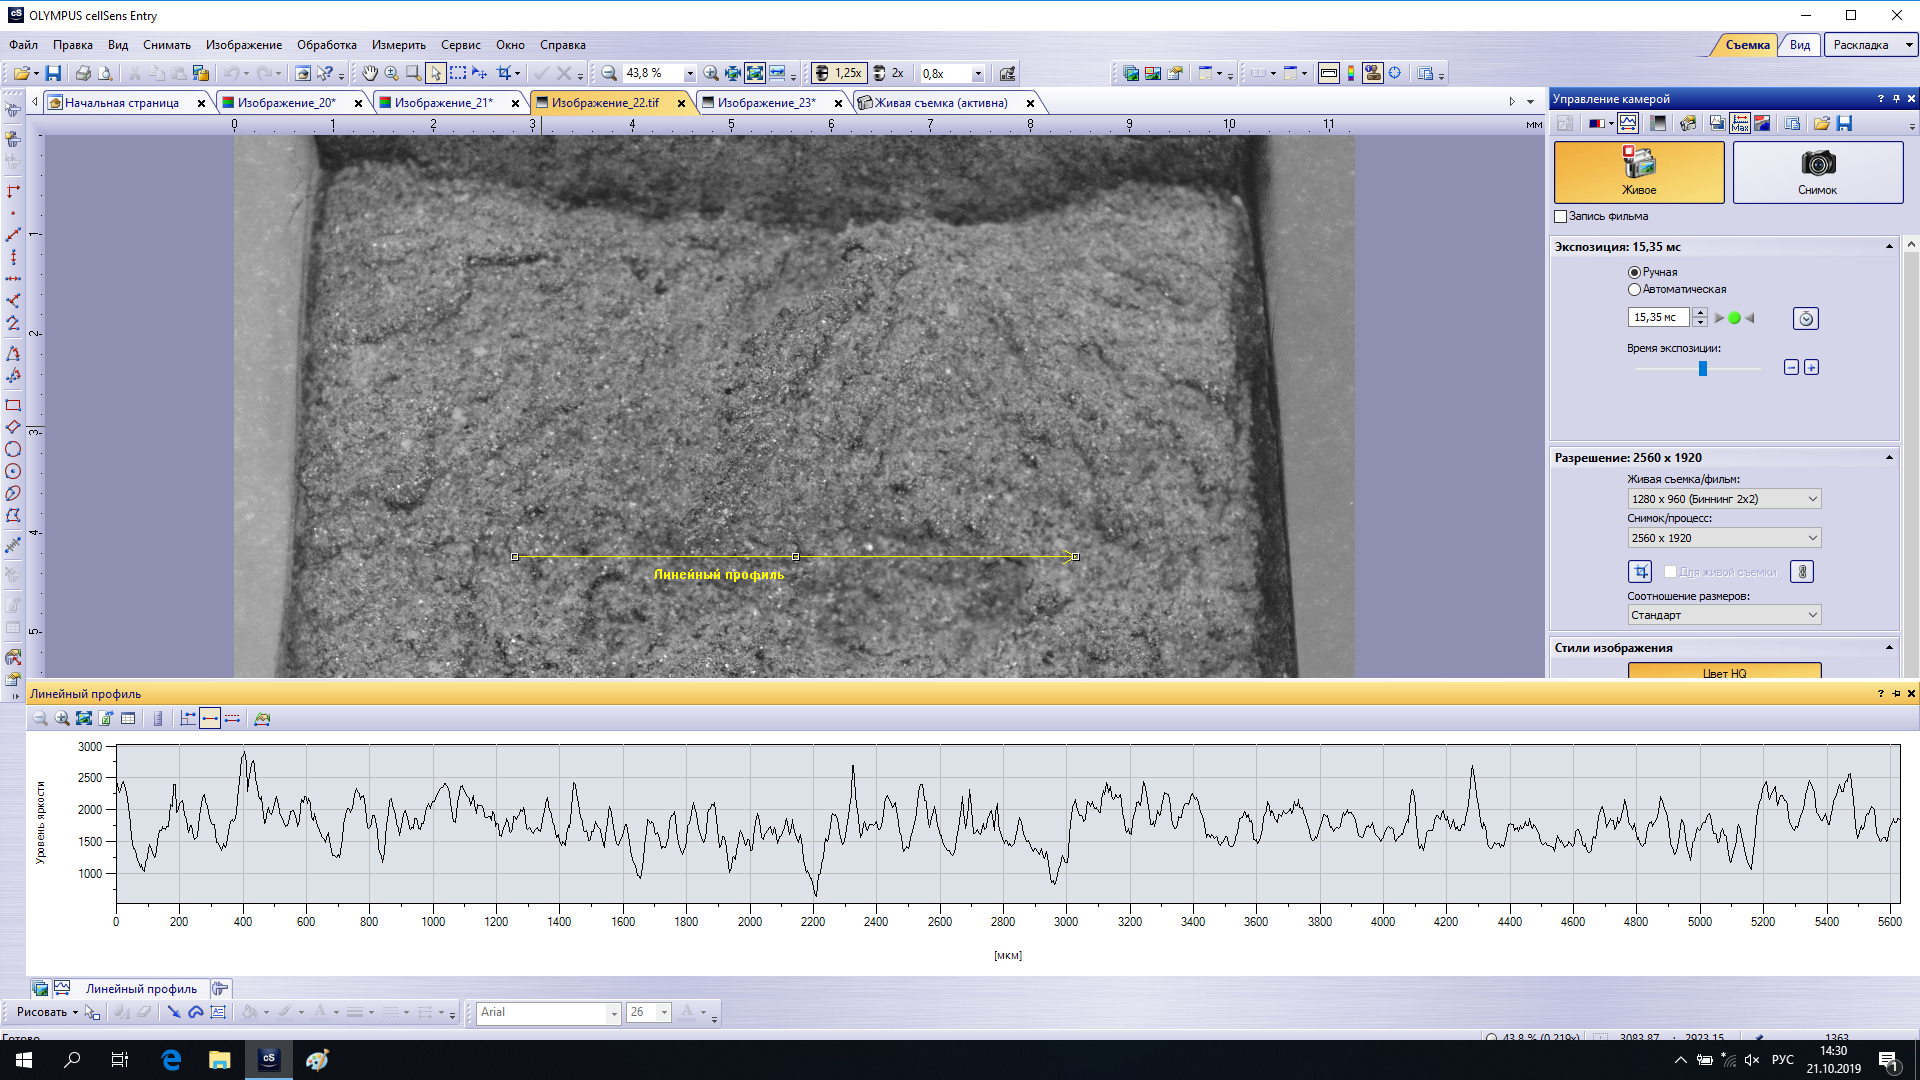 OLYMPUS cellSens Entry
Файл Правка Вид Снимать Изображение Обработка Измерить Сервис Окно Справка
Съемка Вид Раскладка
43,8 % 1,25x 2x 0,8x
Начальная страница Изображение_20* Изображение_21* Изображение_22.tif Изображение_23* Живая съемка (активна)
0 1 2 3 4 5 6 7 8 9 10 11 мм
1
2
3
4
5
Линейный профиль
Управление камерой
Max
Живое Снимок
Запись фильма
Экспозиция: 15,35 мс
Ручная
Автоматическая
15,35 мс
Время экспозиции:
Разрешение: 2560 x 1920
Живая съемка/фильм:
1280 x 960 (Биннинг 2x2)
Снимок/процесс:
2560 x 1920
Для живой съемки
Соотношение размеров:
Стандарт
Стили изображения
Цвет HQ
Линейный профиль
Уровень яркости
3000
2500
2000
1500
1000
0 200 400 600 800 1000 1200 1400 1600 1800 2000 2200 2400 2600 2800 3000 3200 3400 3600 3800 4000 4200 4400 4600 4800 5000 5200 5400 5600
[мкм]
Линейный профиль
Рисовать Arial 26
Готово 43,8 % (0,219x) 3083,87 : 2923,15 1363
РУС 14:30
21.10.2019
1